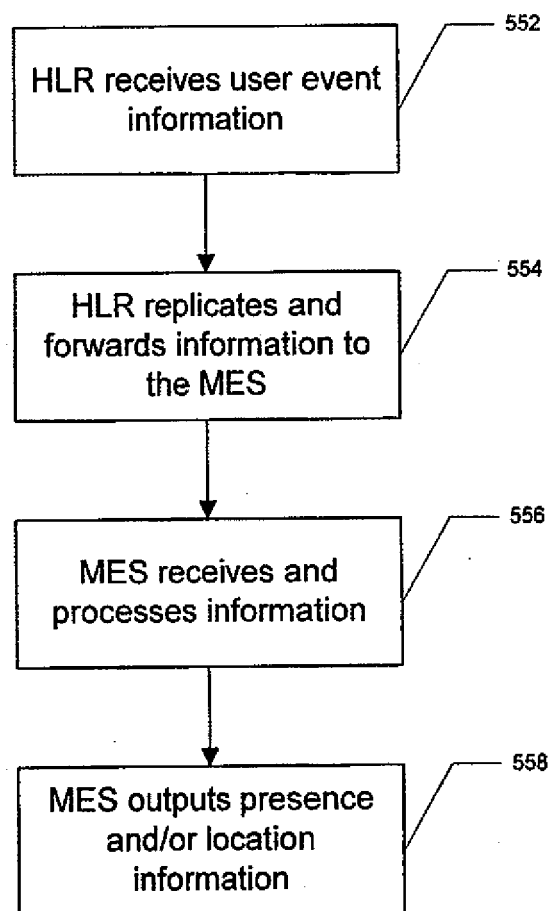 552
HLR receives user event
information
554
HLR replicates and
forwards information to
the MES
556
MES receives and
processes information
558
MES outputs presence
and/or location
information